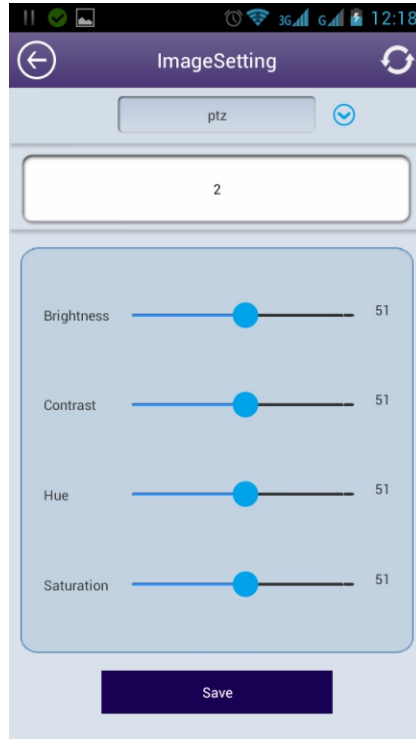 3G G 12:18
ImageSetting
ptz
2
Brightness 51
Contrast 51
Hue 51
Saturation 51
Save